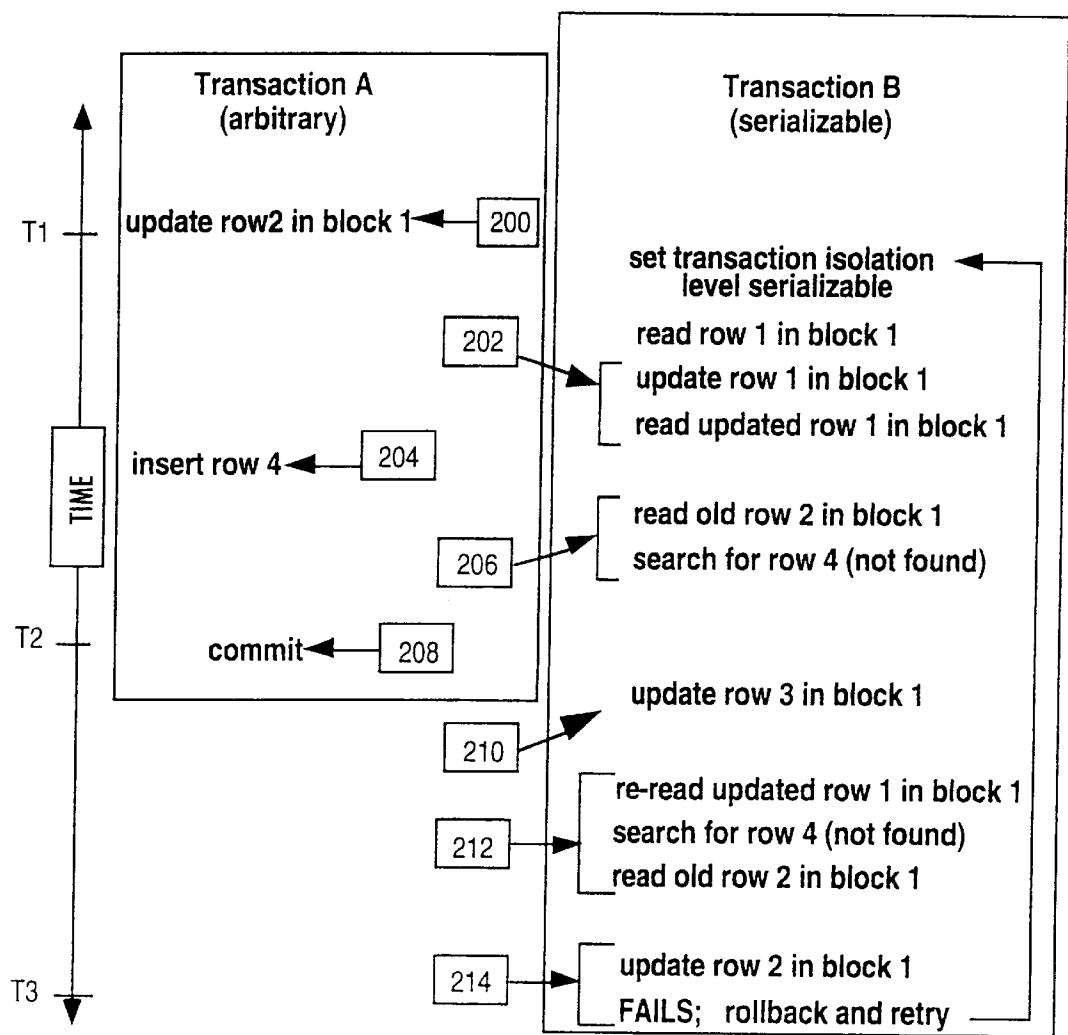 Transaction A
(arbitrary)
Transaction B
(serializable)
T1
update row2 in block 1
200
set transaction isolation
level serializable
202
read row 1 in block 1
update row 1 in block 1
read updated row 1 in block 1
TIME
insert row 4
204
206
read old row 2 in block 1
search for row 4 (not found)
T2
commit
208
update row 3 in block 1
210
212
re-read updated row 1 in block 1
search for row 4 (not found)
read old row 2 in block 1
214
update row 2 in block 1
FAILS; rollback and retry
T3